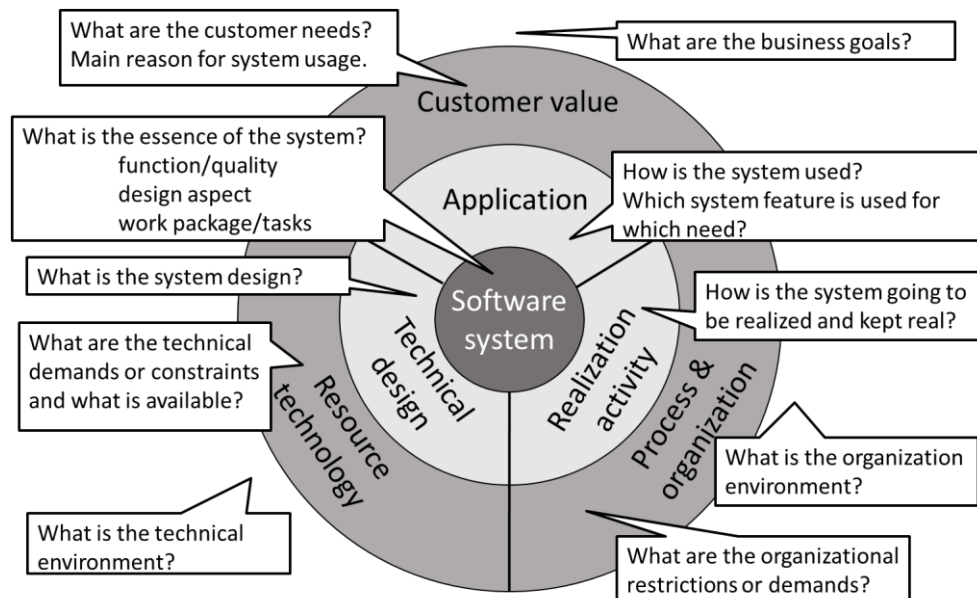 What are the customer needs?
Main reason for system usage.
What are the business goals?
Customer value
What is the essence of the system?
function/quality
design aspect
work package/tasks
How is the system used?
Which system feature is used for
which need?
Application
What is the system design?
Software
system
How is the system going to
be realized and kept real?
What are the technical
demands or constraints
and what is available?
Technical
design
Realization
activity
Resource
technology
Process &
organization
What is the organization
environment?
What is the technical
environment?
What are the organizational
restrictions or demands?